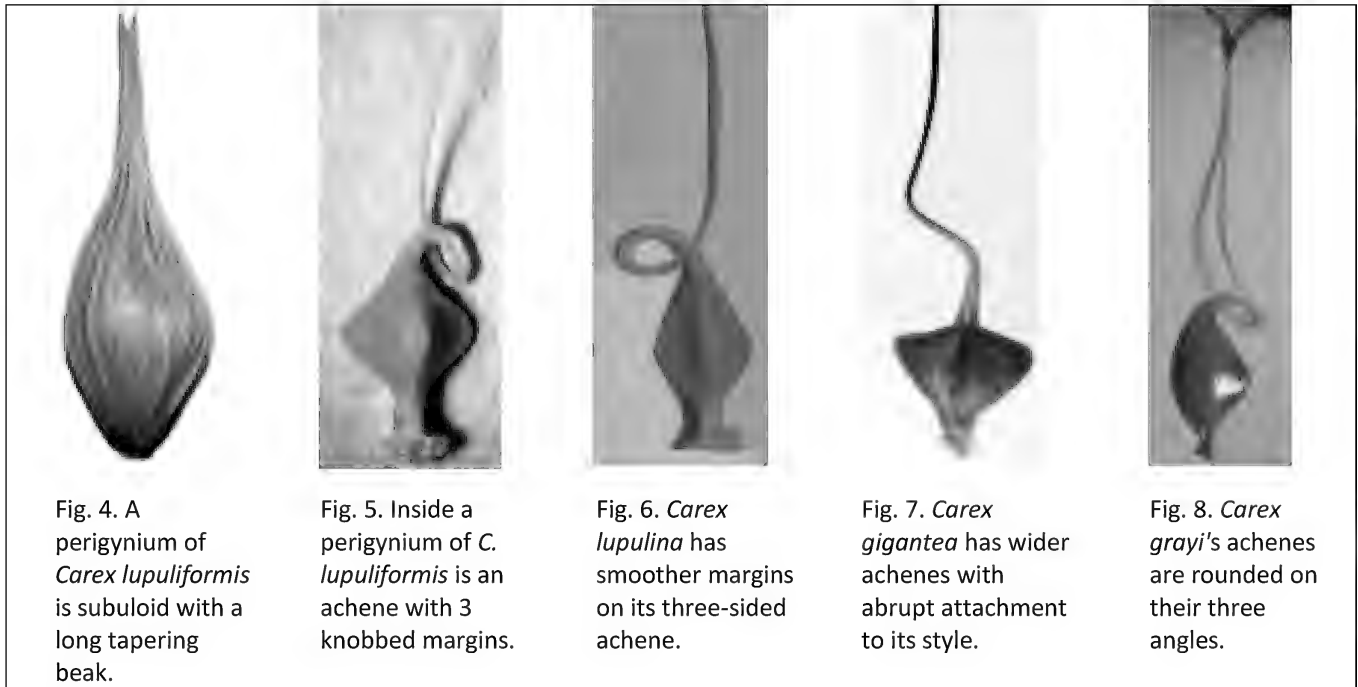 Fig. 4. A
perigynium of
Carex lupuliformis
is subuloid with a
long tapering
beak.
Fig. 5. Inside a
perigynium of C.
lupuliformis is an
achene with 3
knobbed margins.
Fig. 6. Carex
lupulina has
smoother margins
on its three-sided
achene.
Fig. 7. Carex
gigantea has wider
achenes with
abrupt attachment
to its style.
Fig. 8. Carex
grayi's achenes
are rounded on
their three
angles.